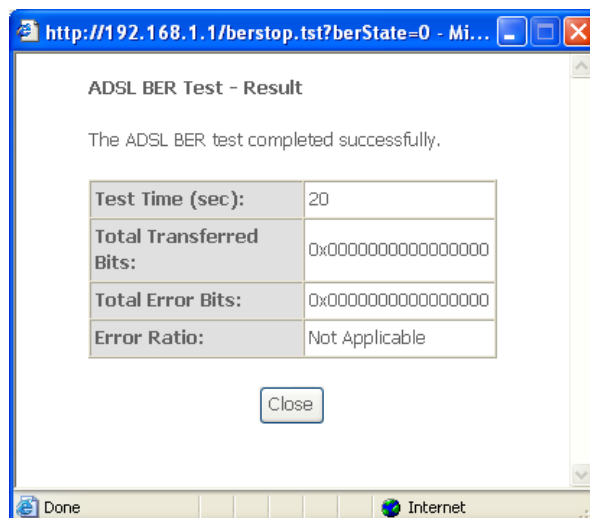 http://192.168.1.1/berstop.tst?berState=0 - Mi...
ADSL BER Test - Result
The ADSL BER test completed successfully.
Test Time (sec): 20
Total Transferred
Bits: 0x0000000000000000
Total Error Bits: 0x0000000000000000
Error Ratio: Not Applicable
Close
Done Internet